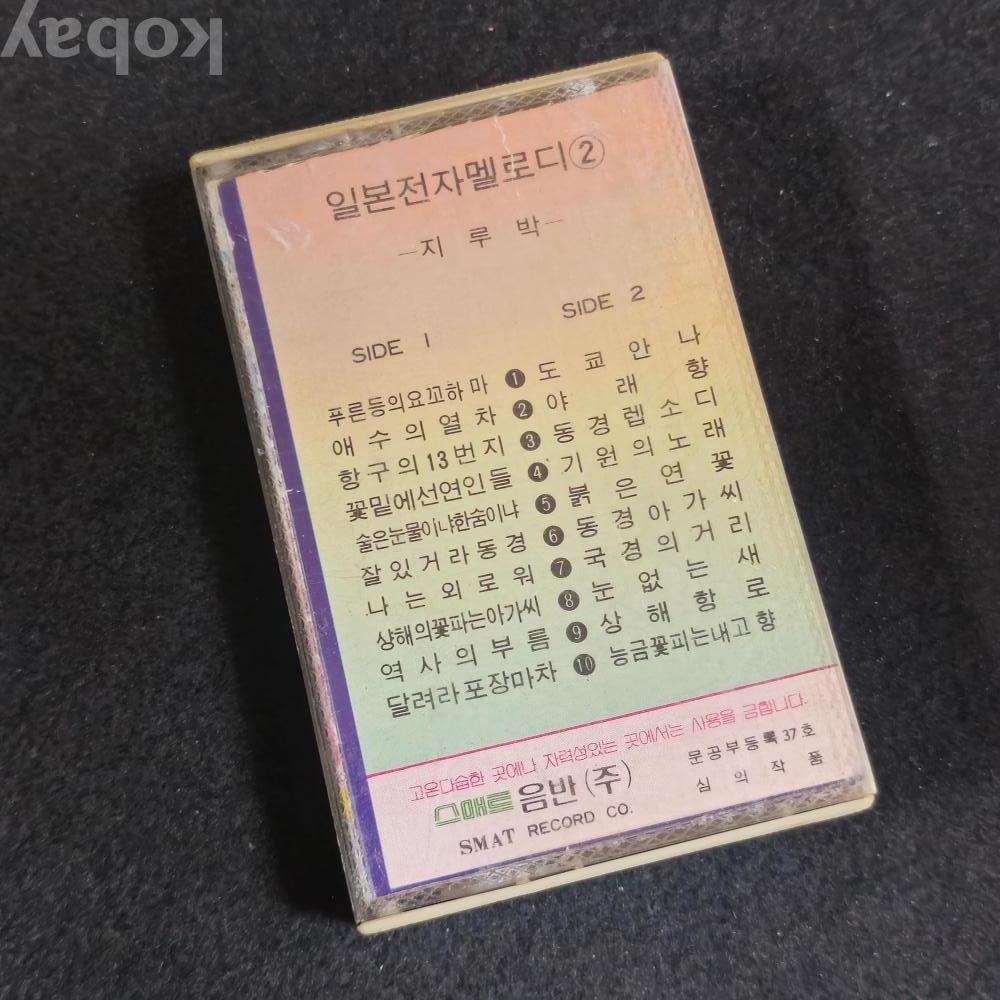 kobay
일본전자멜로디②
—지루박—
SIDE 1
SIDE 2
푸른등의요꼬하마 ❶ 도쿄안나
애수의열차 ❷ 야래향
항구의13번지 ❸ 동경렙소디
꽃밑에선연인들 ❹ 기원의노래
술은눈물이냐한숨이냐 ❺ 붉은연꽃
잘있거라동경 ❻ 동경아가씨
나는외로워 ❼ 국경의거리
상해의꽃파는아가씨 ❽ 눈없는새
역사의부름 ❾ 상해항로
달려라포장마차 ❿ 능금꽃피는내고향
고온다습한 곳에나 자력성있는 곳에서는 사용을 금합니다.
스매트음반(주)
SMAT RECORD CO.
문공부등록 37호
심의작품